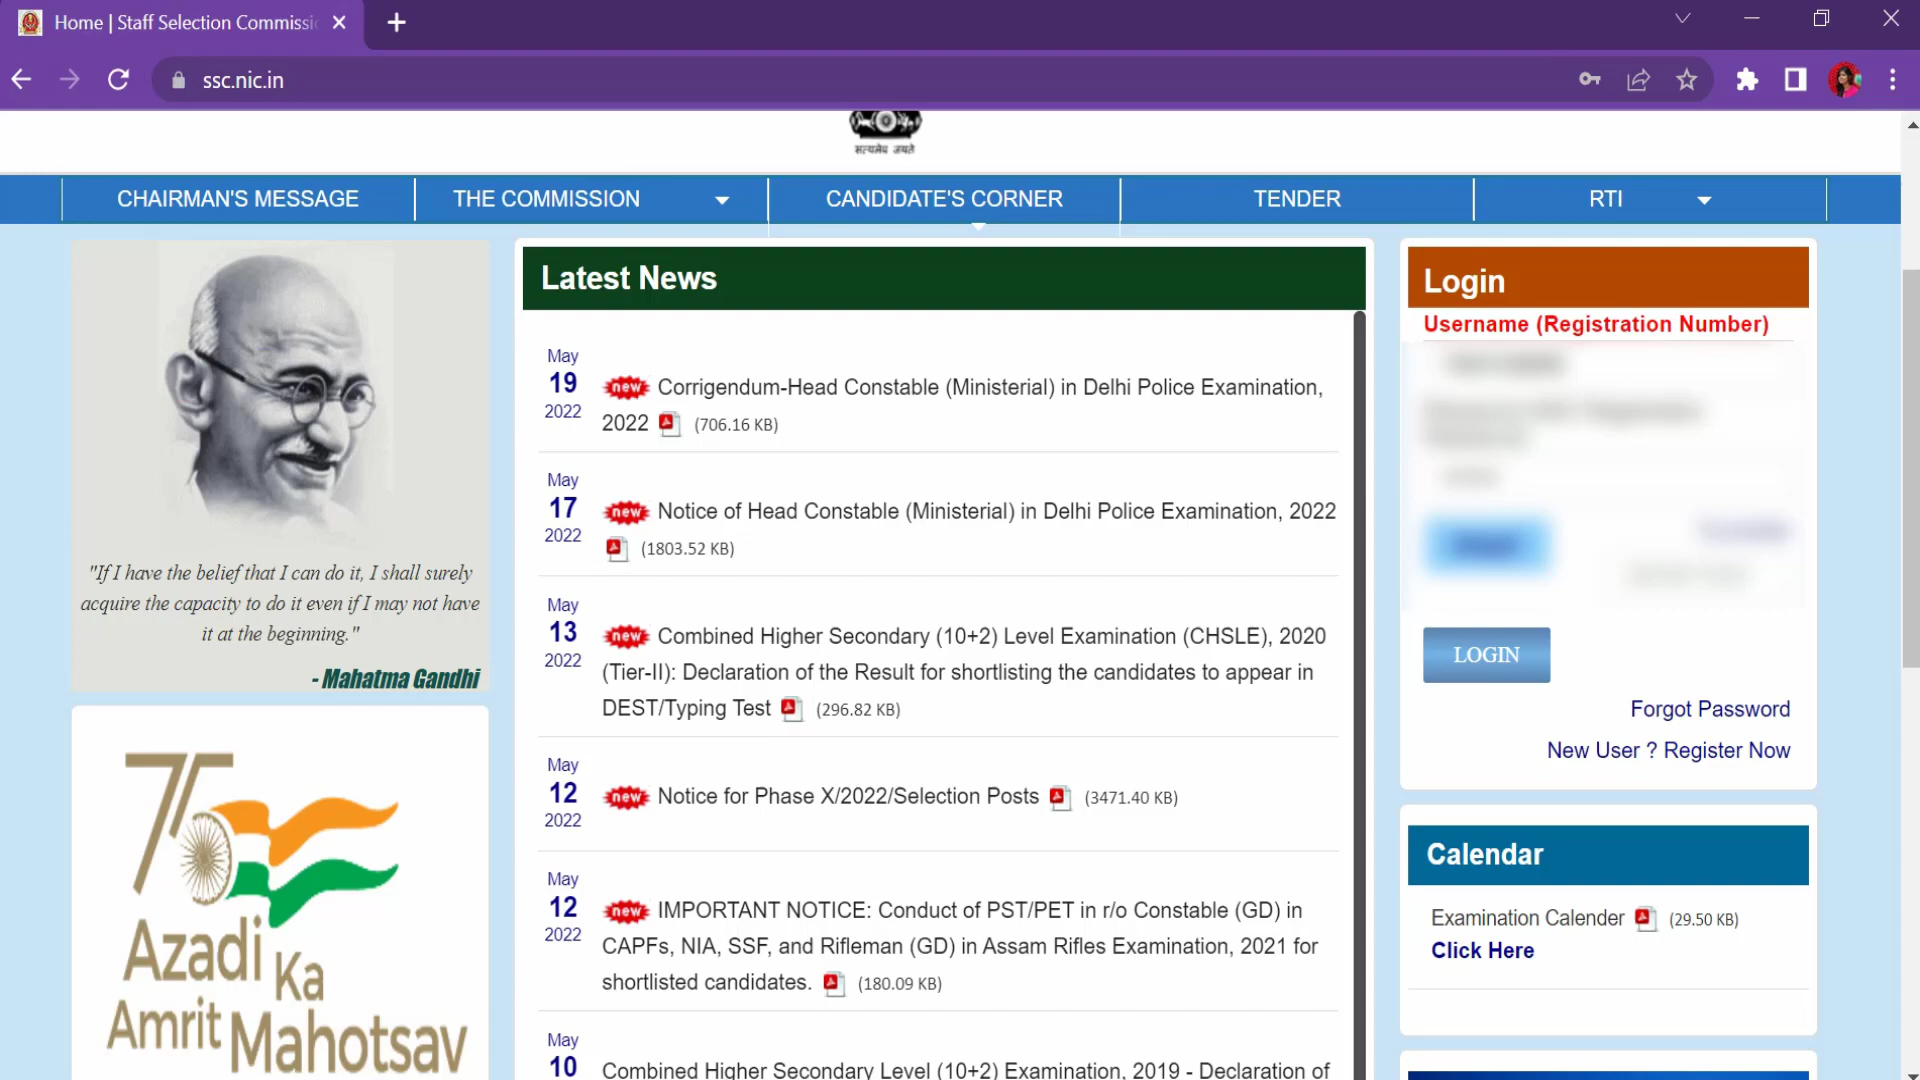 Home | Staff Selection Commissi
ssc.nic.in
सत्यमेव जयते
CHAIRMAN'S MESSAGE
THE COMMISSION
CANDIDATE'S CORNER
TENDER
RTI
"If I have the belief that I can do it, I shall surely
acquire the capacity to do it even if I may not have
it at the beginning."
- Mahatma Gandhi
75
Azadi
Ka
Amrit
Mahotsav
Latest News
May
19
2022
new Corrigendum-Head Constable (Ministerial) in Delhi Police Examination,
2022 (706.16 KB)
May
17
2022
new Notice of Head Constable (Ministerial) in Delhi Police Examination, 2022
(1803.52 KB)
May
13
2022
new Combined Higher Secondary (10+2) Level Examination (CHSLE), 2020
(Tier-II): Declaration of the Result for shortlisting the candidates to appear in
DEST/Typing Test (296.82 KB)
May
12
2022
new Notice for Phase X/2022/Selection Posts (3471.40 KB)
May
12
2022
new IMPORTANT NOTICE: Conduct of PST/PET in r/o Constable (GD) in
CAPFs, NIA, SSF, and Rifleman (GD) in Assam Rifles Examination, 2021 for
shortlisted candidates. (180.09 KB)
May
10
Combined Higher Secondary Level (10+2) Examination, 2019 - Declaration of
Login
Username (Registration Number)
LOGIN
Forgot Password
New User ? Register Now
Calendar
Examination Calender (29.50 KB)
Click Here